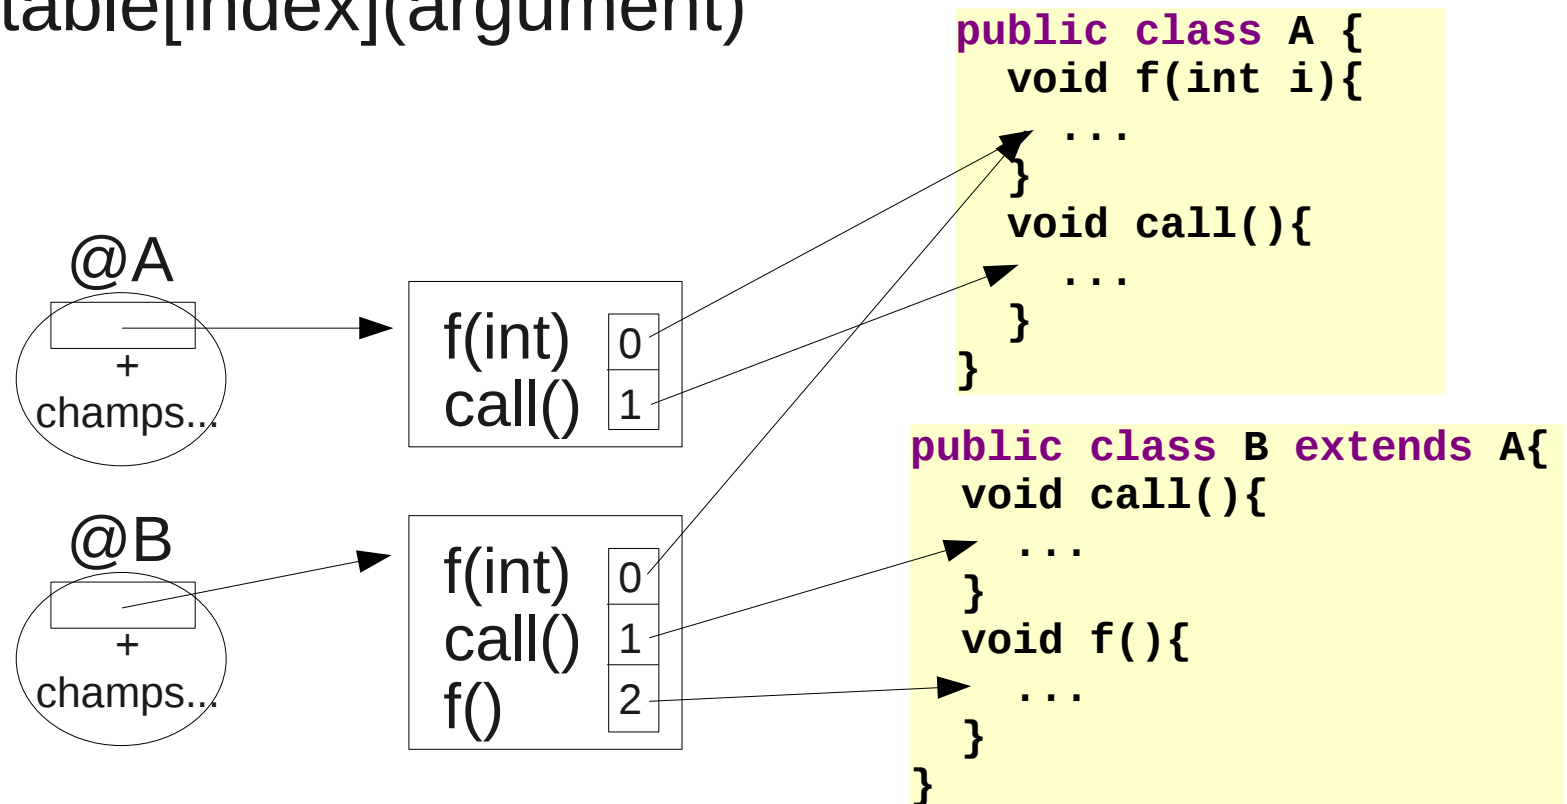 table[index](argument)
public class A {
void f(int i){
...
}
void call(){
...
}
}
@A
+
champs...
f(int) 0
call() 1
@B
+
champs...
f(int) 0
call() 1
f() 2
public class B extends A{
void call(){
...
}
void f(){
...
}
}